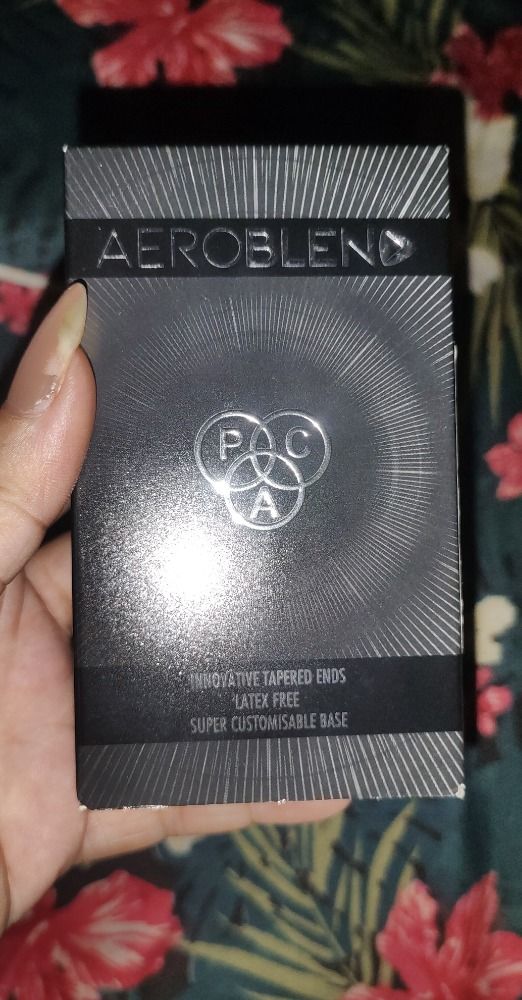 AEROBLEND
P C
A
INNOVATIVE TAPERED ENDS
LATEX FREE
SUPER CUSTOMISABLE BASE